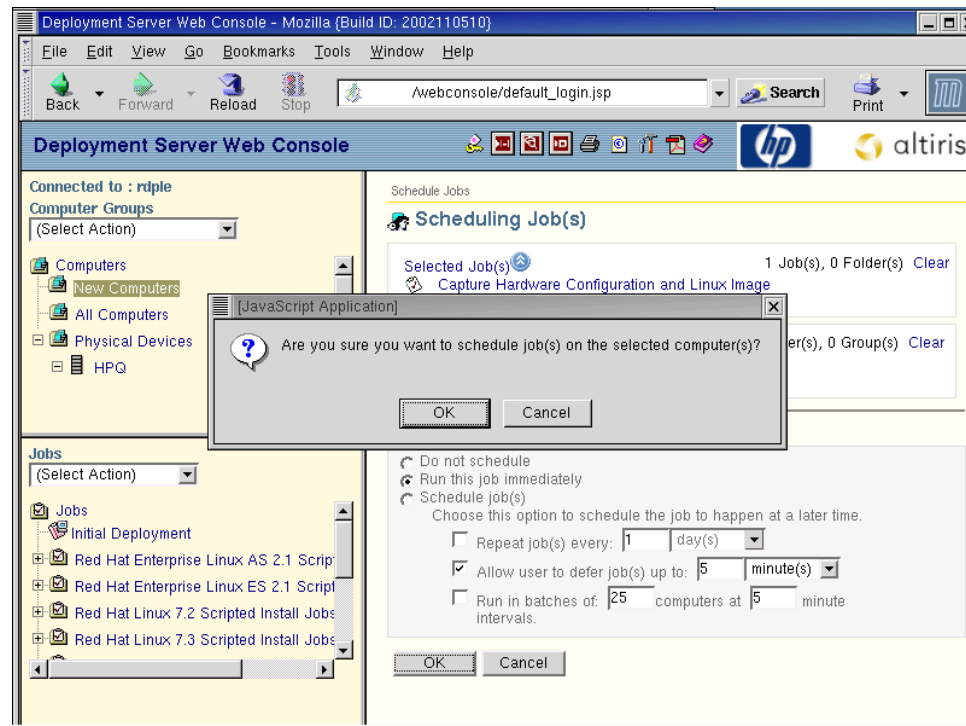 Deployment Server Web Console - Mozilla {Build ID: 2002110510}
File Edit View Go Bookmarks Tools Window Help
Back Forward Reload Stop /webconsole/default_login.jsp Search Print
Deployment Server Web Console
hp
altiris
Connected to : rdple
Computer Groups
(Select Action)
Computers
New Computers
All Computers
Physical Devices
HPQ
Jobs
(Select Action)
Jobs
Initial Deployment
Red Hat Enterprise Linux AS 2.1 Script
Red Hat Enterprise Linux ES 2.1 Script
Red Hat Linux 7.2 Scripted Install Jobs
Red Hat Linux 7.3 Scripted Install Jobs
Schedule Jobs
Scheduling Job(s)
Selected Job(s) 1 Job(s), 0 Folder(s) Clear
Capture Hardware Configuration and Linux Image
er(s), 0 Group(s) Clear
[JavaScript Application]
Are you sure you want to schedule job(s) on the selected computer(s)?
OK Cancel
Do not schedule
Run this job immediately
Schedule job(s)
Choose this option to schedule the job to happen at a later time.
Repeat job(s) every: 1 day(s)
Allow user to defer job(s) up to: 5 minute(s)
Run in batches of: 25 computers at 5 minute
intervals.
OK Cancel